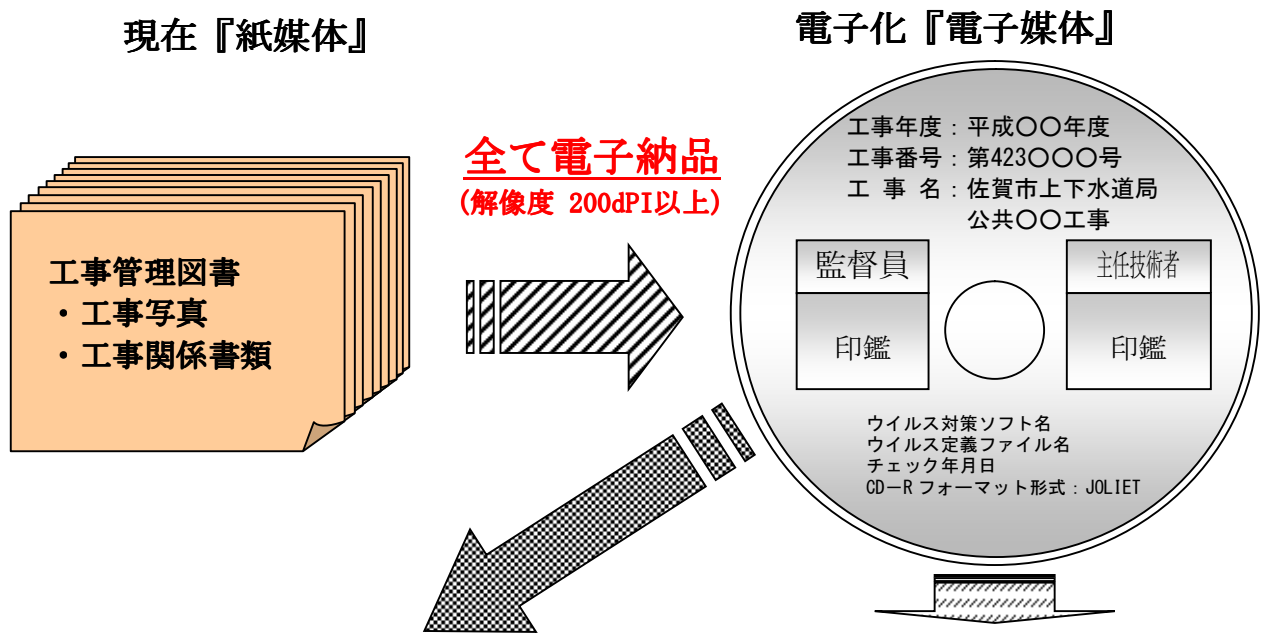 現在『紙媒体』
電子化『電子媒体』
全て電子納品
(解像度 200dPI以上)
工事管理図書
・工事写真
・工事関係書類
工事年度：平成〇〇年度
工事番号：第423〇〇〇号
工 事 名：佐賀市上下水道局
公共〇〇工事
監督員
主任技術者
印鑑
印鑑
ウイルス対策ソフト名
ウイルス定義ファイル名
チェック年月日
CD－R フォーマット形式：JOLIET